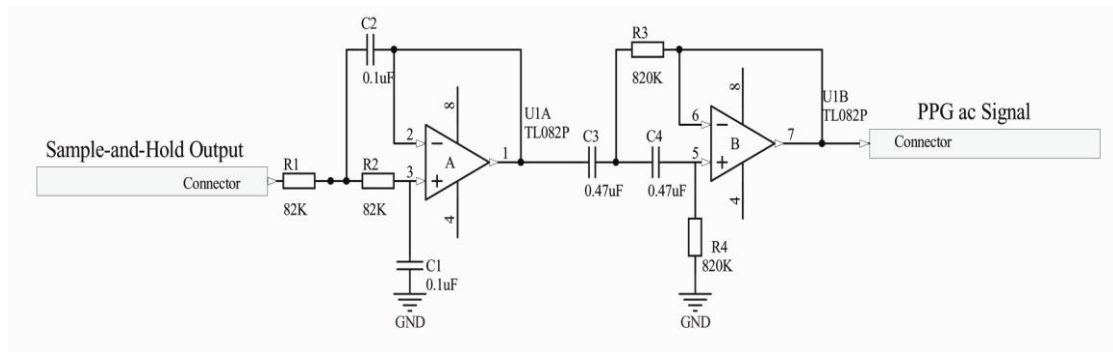 C2
0.1uF
Sample-and-Hold Output
Connector
R1
82K
R2
82K
2
3
8
A
4
1
U1A
TL082P
C1
0.1uF
GND
C3
0.47uF
C4
0.47uF
R3
820K
6
5
8
B
4
7
U1B
TL082P
R4
820K
GND
PPG ac Signal
Connector